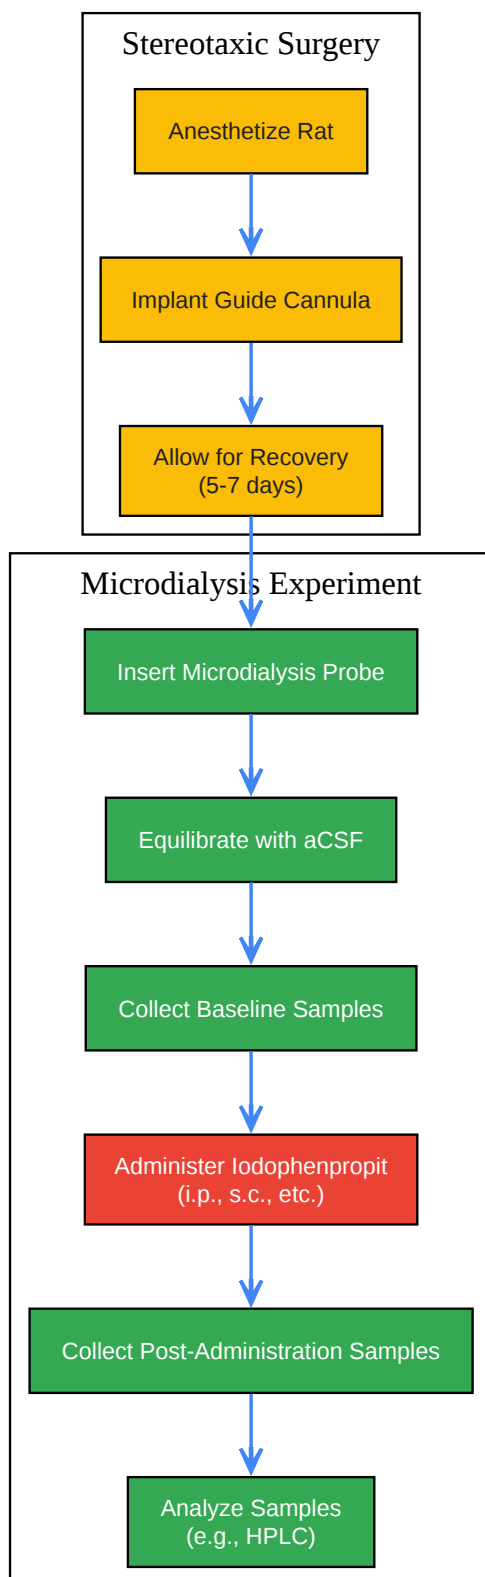 Stereotaxic Surgery
Anesthetize Rat
Implant Guide Cannula
Allow for Recovery
(5-7 days)
Microdialysis Experiment
Insert Microdialysis Probe
Equilibrate with aCSF
Collect Baseline Samples
Administer Iodophenpropit
(i.p., s.c., etc.)
Collect Post-Administration Samples
Analyze Samples
(e.g., HPLC)